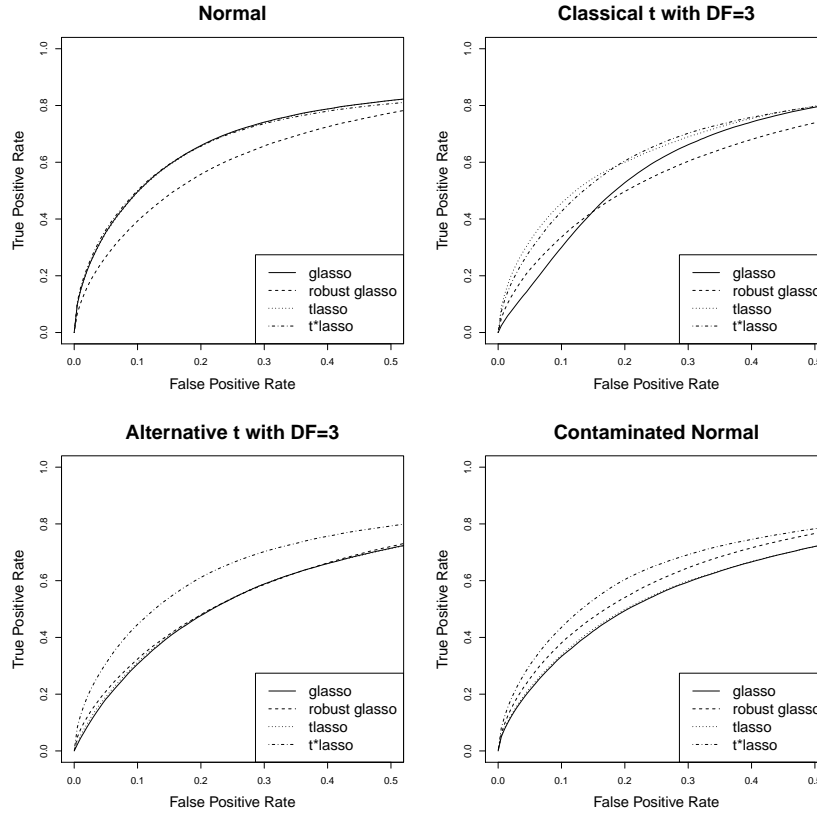 Normal
1.0
0.8
0.6
0.4
0.2
0.0
True Positive Rate
glasso
robust glasso
tlasso
t*lasso
0.0 0.1 0.2 0.3 0.4 0.5
False Positive Rate
Classical t with DF=3
1.0
0.8
0.6
0.4
0.2
0.0
True Positive Rate
glasso
robust glasso
tlasso
t*lasso
0.0 0.1 0.2 0.3 0.4 0.5
False Positive Rate
Alternative t with DF=3
1.0
0.8
0.6
0.4
0.2
0.0
True Positive Rate
glasso
robust glasso
tlasso
t*lasso
0.0 0.1 0.2 0.3 0.4 0.5
False Positive Rate
Contaminated Normal
1.0
0.8
0.6
0.4
0.2
0.0
True Positive Rate
glasso
robust glasso
tlasso
t*lasso
0.0 0.1 0.2 0.3 0.4 0.5
False Positive Rate